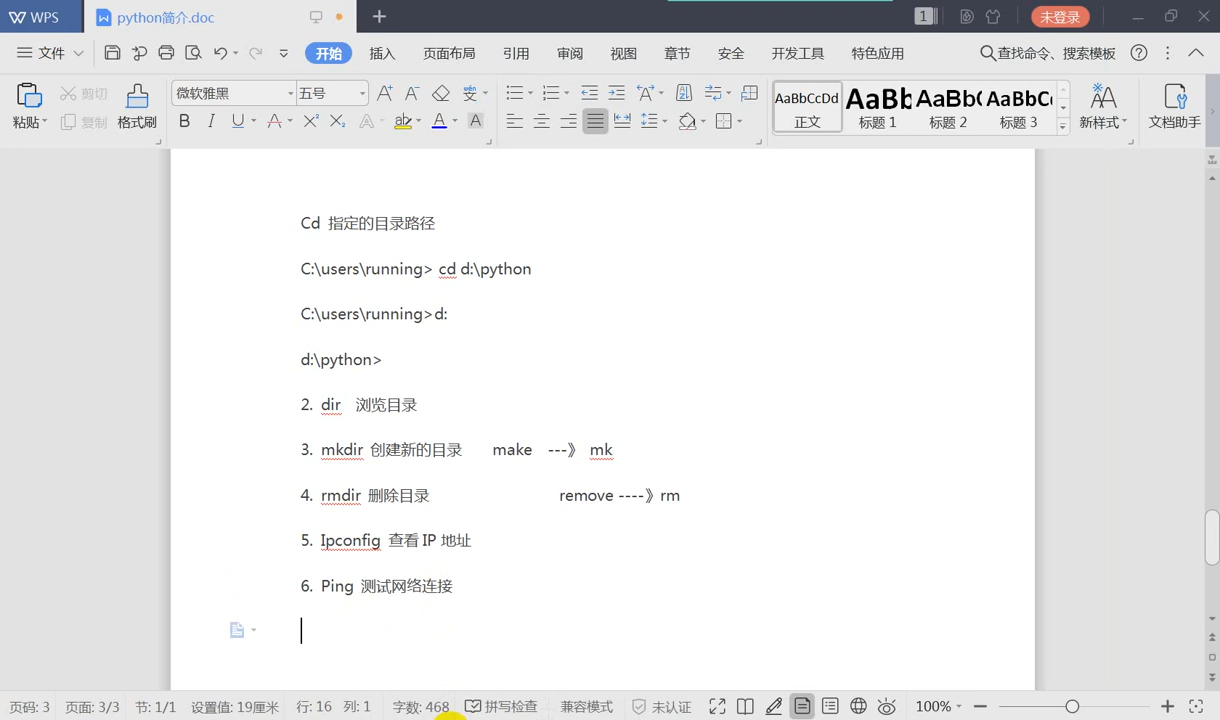 WPS
python简介.doc
1
未登录
文件
开始
插入
页面布局
引用
审阅
视图
章节
安全
开发工具
特色应用
查找命令、搜索模板
粘贴
剪切
复制
格式刷
微软雅黑
五号
B I U
AaBbCcDd
正文
AaBb
标题 1
AaBb(
标题 2
AaBbC(
标题 3
新样式
文档助手
Cd 指定的目录路径
C:\users\running> cd d:\python
C:\users\running>d:
d:\python>
2. dir 浏览目录
3. mkdir 创建新的目录 make ---》 mk
4. rmdir 删除目录 remove ----》rm
5. Ipconfig 查看 IP 地址
6. Ping 测试网络连接
页码: 3 页面: 3/3 节: 1/1 设置值: 19厘米 行: 16 列: 1 字数: 468 拼写检查 兼容模式 未认证 100%